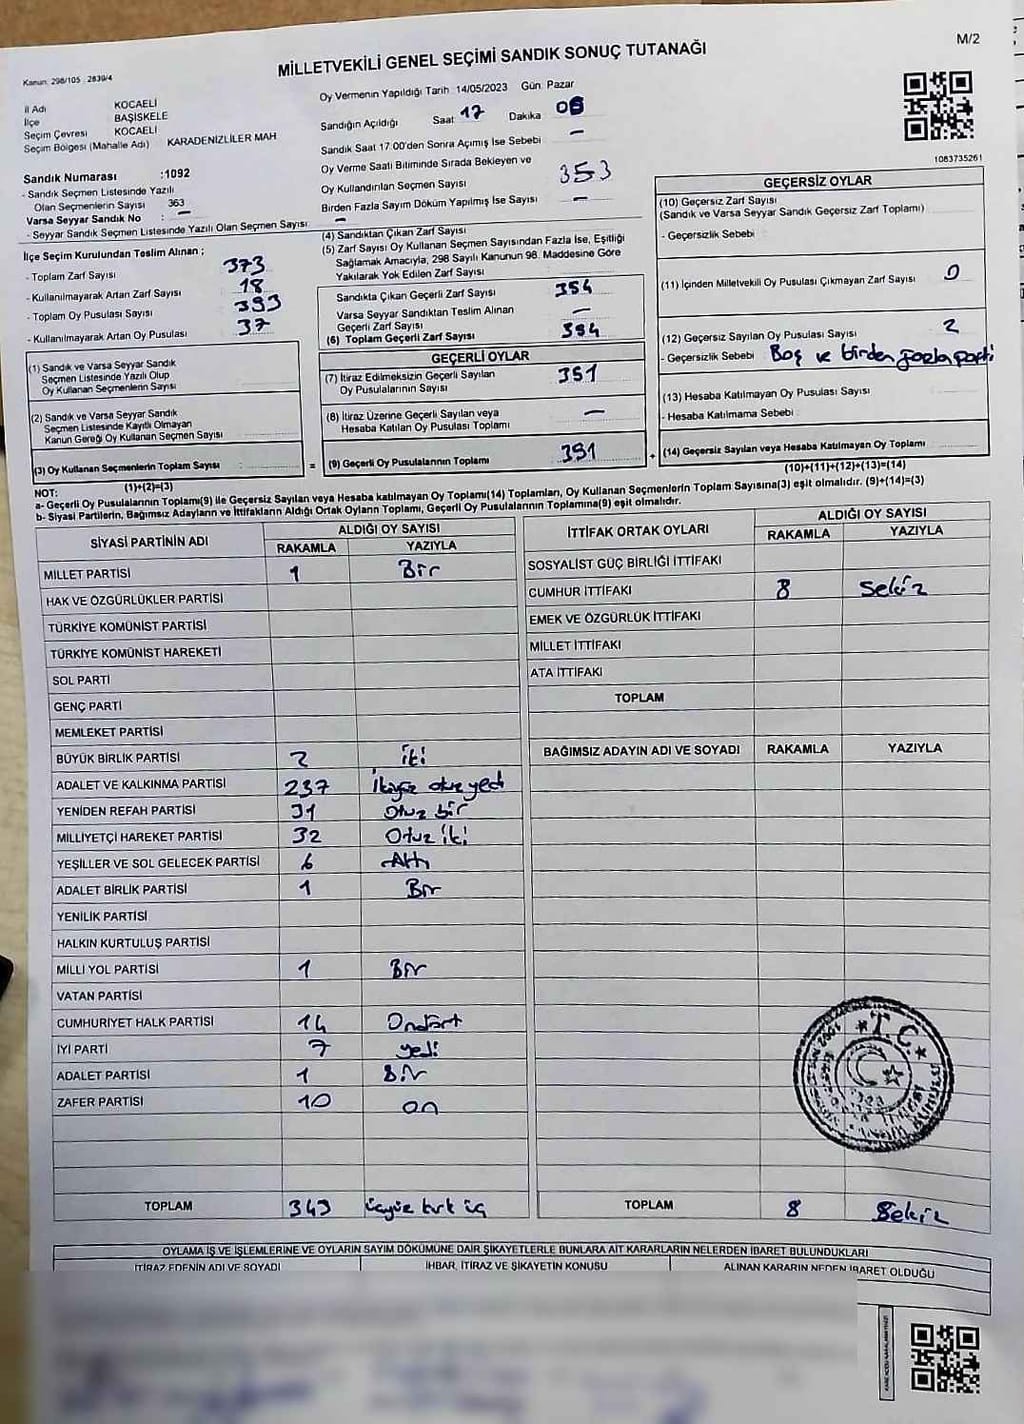 M/2
MİLLETVEKİLİ GENEL SEÇİMİ SANDIK SONUÇ TUTANAĞI
Kanun: 298/105 2839/4
İl Adı KOCAELİ
İlçe BAŞİSKELE
Seçim Çevresi KOCAELİ
Seçim Bölgesi (Mahalle Adı) KARADENİZLİLER MAH
Sandık Numarası :1092
- Sandık Seçmen Listesinde Yazılı
Olan Seçmenlerin Sayısı 363
Varsa Seyyar Sandık No : –
- Seyyar Sandık Seçmen Listesinde Yazılı Olan Seçmen Sayısı
Oy Vermenin Yapıldığı Tarih 14/05/2023 Gün: Pazar
Sandığın Açıldığı Saat 17 Dakika 06
Sandık Saat 17:00'den Sonra Açımış İse Sebebi –
Oy Verme Saati Bitiminde Sırada Bekleyen ve
Oy Kullandırılan Seçmen Sayısı 353
Birden Fazla Sayım Döküm Yapılmış İse Sayısı –
1083735261
İlçe Seçim Kurulundan Teslim Alınan ;
- Toplam Zarf Sayısı 373
- Kullanılmayarak Artan Zarf Sayısı 18
- Toplam Oy Pusulası Sayısı 393
- Kullanılmayarak Artan Oy Pusulası 37
(1) Sandık ve Varsa Seyyar Sandık
Seçmen Listesinde Yazılı Olup
Oy Kullanan Seçmenlerin Sayısı
(2) Sandık ve Varsa Seyyar Sandık
Seçmen Listesinde Kayıtlı Olmayan
Kanun Gereği Oy Kullanan Seçmen Sayısı
(3) Oy Kullanan Seçmenlerin Toplam Sayısı : =
(1)+(2)=(3)
(4) Sandıktan Çıkan Zarf Sayısı –
(5) Zarf Sayısı Oy Kullanan Seçmen Sayısından Fazla İse, Eşitliği
Sağlamak Amacıyla, 298 Sayılı Kanunun 98. Maddesine Göre
Yakılarak Yok Edilen Zarf Sayısı
Sandıkta Çıkan Geçerli Zarf Sayısı 354
Varsa Seyyar Sandıktan Teslim Alınan
Geçerli Zarf Sayısı –
(6) Toplam Geçerli Zarf Sayısı 354
GEÇERLİ OYLAR
(7) İtiraz Edilmeksizin Geçerli Sayılan
Oy Pusulalarının Sayısı 351
(8) İtiraz Üzerine Geçerli Sayılan veya
Hesaba Katılan Oy Pusulası Toplamı –
(9) Geçerli Oy Pusulalarının Toplamı 351 +
GEÇERSİZ OYLAR
(10) Geçersiz Zarf Sayısı
(Sandık ve Varsa Seyyar Sandık Geçersiz Zarf Toplamı)
- Geçersizlik Sebebi
(11) İçinden Milletvekili Oy Pusulası Çıkmayan Zarf Sayısı 0
(12) Geçersiz Sayılan Oy Pusulası Sayısı 2
- Geçersizlik Sebebi Boş ve birden fazla parti
(13) Hesaba Katılmayan Oy Pusulası Sayısı
- Hesaba Katılmama Sebebi
(14) Geçersiz Sayılan veya Hesaba Katılmayan Oy Toplamı
(10)+(11)+(12)+(13)=(14)
NOT:
a- Geçerli Oy Pusulalarının Toplamı(9) ile Geçersiz Sayılan veya Hesaba katılmayan Oy Toplamı(14) Toplamları, Oy Kullanan Seçmenlerin Toplam Sayısına(3) eşit olmalıdır. (9)+(14)=(3)
b- Siyasi Partilerin, Bağımsız Adayların ve İttifakların Aldığı Ortak Oyların Toplamı, Geçerli Oy Pusulalarının Toplamına(9) eşit olmalıdır.
SİYASİ PARTİNİN ADI ALDIĞI OY SAYISI
RAKAMLA YAZIYLA
MİLLET PARTİSİ 1 Bir
HAK VE ÖZGÜRLÜKLER PARTİSİ
TÜRKİYE KOMÜNİST PARTİSİ
TÜRKİYE KOMÜNİST HAREKETİ
SOL PARTİ
GENÇ PARTİ
MEMLEKET PARTİSİ
BÜYÜK BİRLİK PARTİSİ 2 iki
ADALET VE KALKINMA PARTİSİ 237 ikiyüz otuz yedi
YENİDEN REFAH PARTİSİ 31 Otuz bir
MİLLİYETÇİ HAREKET PARTİSİ 32 Otuz iki
YEŞİLLER VE SOL GELECEK PARTİSİ 6 Altı
ADALET BİRLİK PARTİSİ 1 Bir
YENİLİK PARTİSİ
HALKIN KURTULUŞ PARTİSİ
MİLLİ YOL PARTİSİ 1 Bir
VATAN PARTİSİ
CUMHURİYET HALK PARTİSİ 14 Ondört
İYİ PARTİ 7 yedi
ADALET PARTİSİ 1 Bir
ZAFER PARTİSİ 10 on
TOPLAM 343 üçyüz kırk üç
İTTİFAK ORTAK OYLARI ALDIĞI OY SAYISI
RAKAMLA YAZIYLA
SOSYALİST GÜÇ BİRLİĞİ İTTİFAKI
CUMHUR İTTİFAKI 8 sekiz
EMEK VE ÖZGÜRLÜK İTTİFAKI
MİLLET İTTİFAKI
ATA İTTİFAKI
TOPLAM
BAĞIMSIZ ADAYIN ADI VE SOYADI RAKAMLA YAZIYLA
T.C.
TOPLAM 8 Sekiz
OYLAMA İŞ VE İŞLEMLERİNE VE OYLARIN SAYIM DÖKÜMÜNE DAİR ŞİKAYETLERLE BUNLARA AİT KARARLARIN NELERDEN İBARET BULUNDUKLARI
İTİRAZ EDENİN ADI VE SOYADI İHBAR, İTİRAZ VE ŞİKAYETİN KONUSU ALINAN KARARIN NEDEN İBARET OLDUĞU